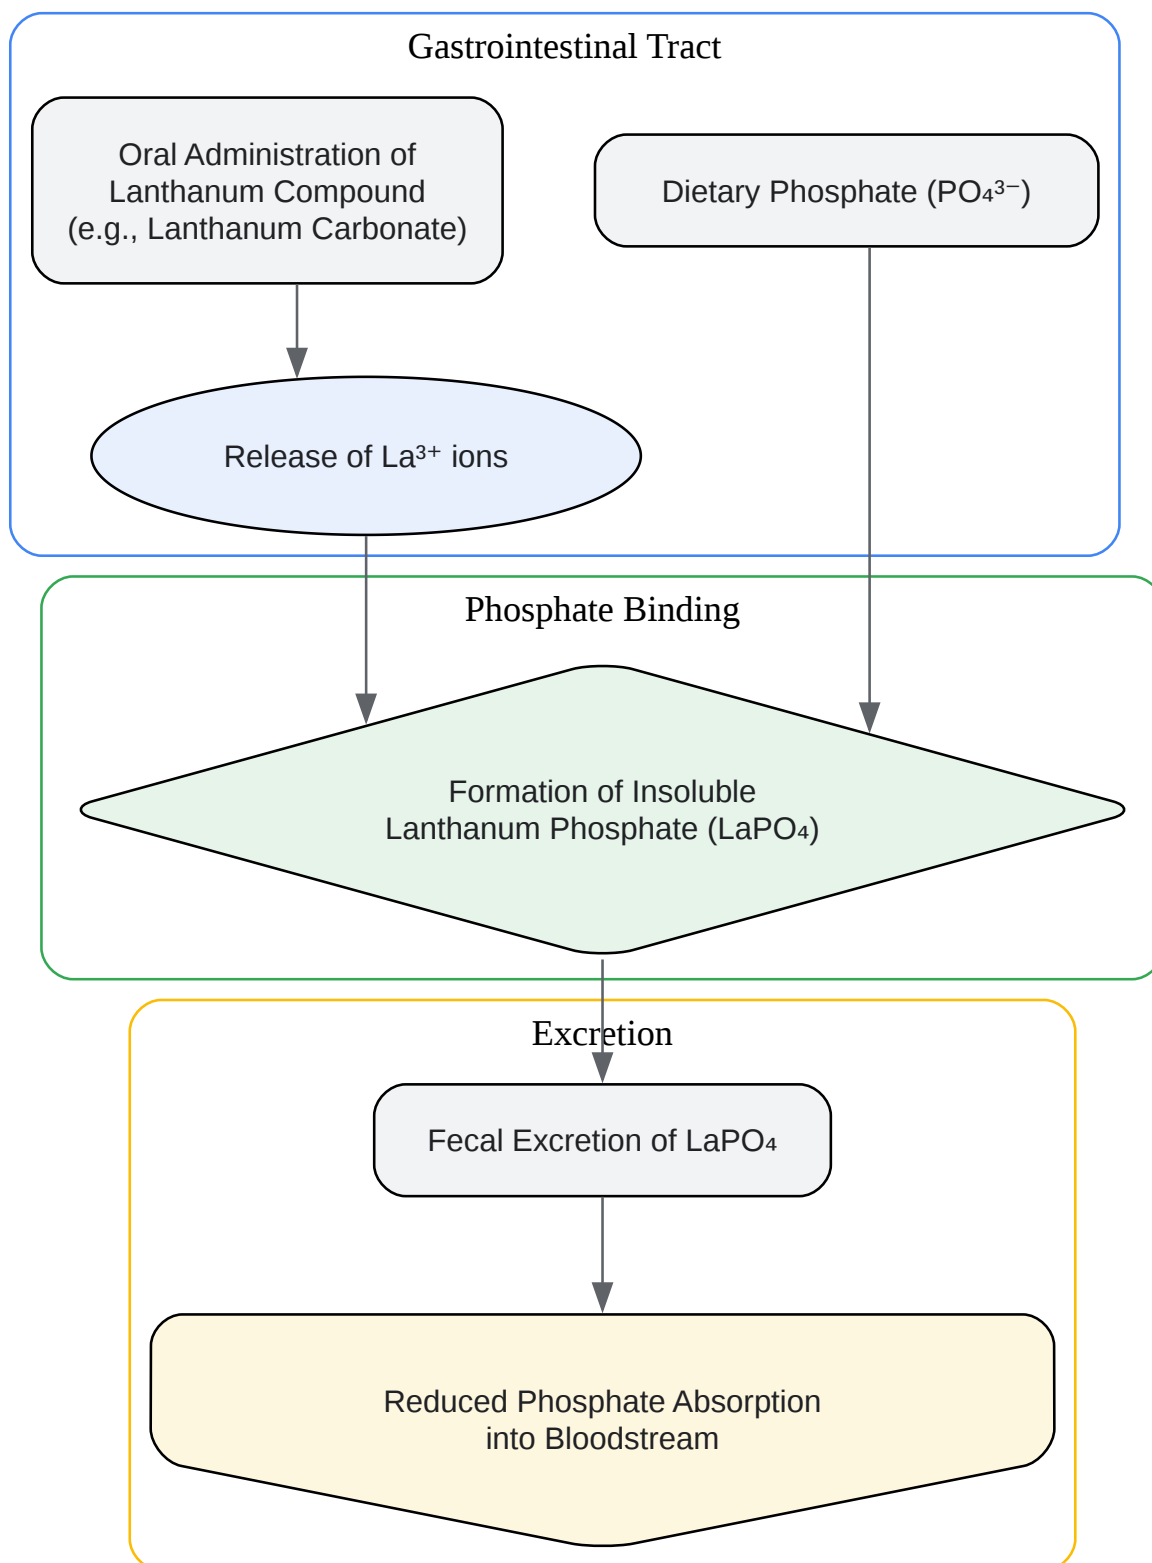 Gastrointestinal Tract
Oral Administration of
Lanthanum Compound
(e.g., Lanthanum Carbonate)
Dietary Phosphate (PO₄³⁻)
Release of La³⁺ ions
Phosphate Binding
Formation of Insoluble
Lanthanum Phosphate (LaPO₄)
Excretion
Fecal Excretion of LaPO₄
Reduced Phosphate Absorption
into Bloodstream